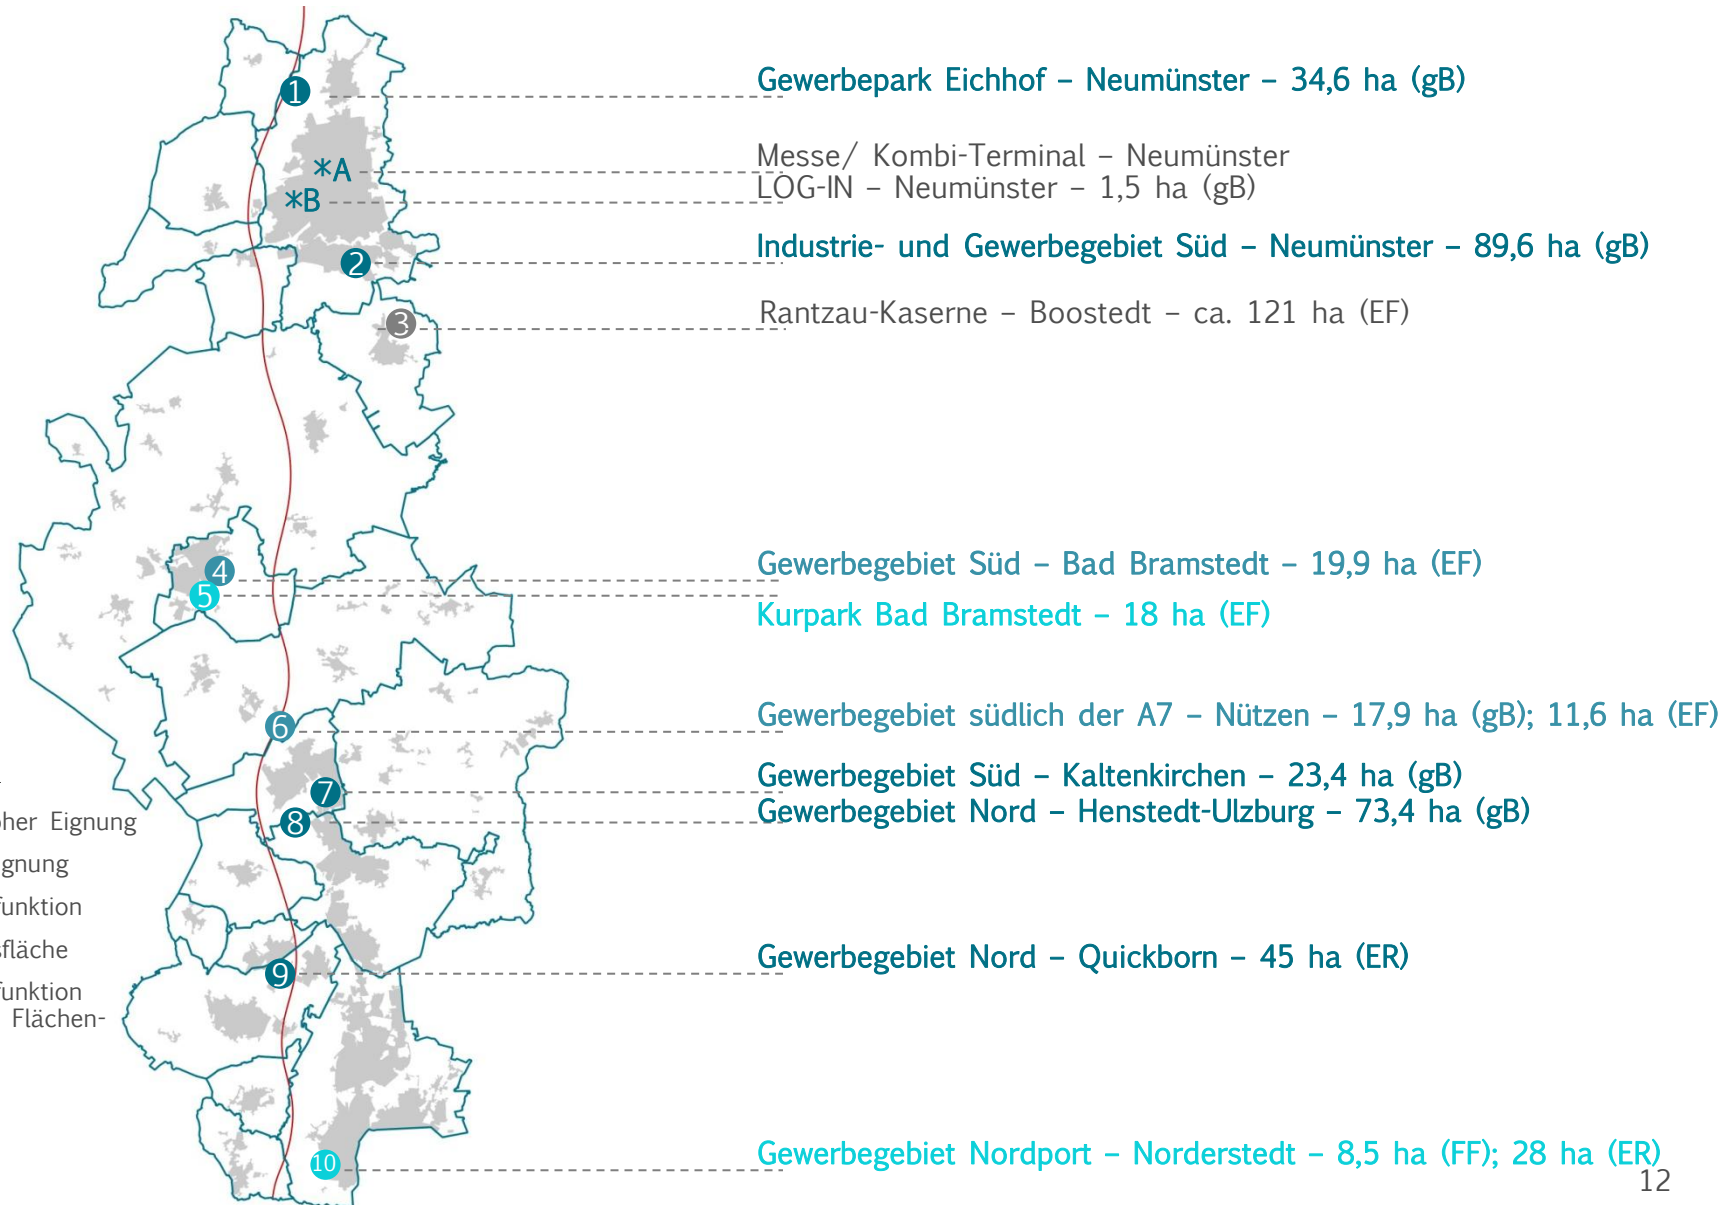 1
Gewerbepark Eichhof – Neumünster – 34,6 ha (gB)
*A
Messe/ Kombi-Terminal – Neumünster
*B
LOG-IN – Neumünster – 1,5 ha (gB)
2
Industrie- und Gewerbegebiet Süd – Neumünster – 89,6 ha (gB)
3
Rantzau-Kaserne – Boostedt – ca. 121 ha (EF)
4
Gewerbegebiet Süd – Bad Bramstedt – 19,9 ha (EF)
5
Kurpark Bad Bramstedt – 18 ha (EF)
6
Gewerbegebiet südlich der A7 – Nützen – 17,9 ha (gB); 11,6 ha (EF)
7
Gewerbegebiet Süd – Kaltenkirchen – 23,4 ha (gB)
8
Gewerbegebiet Nord – Henstedt-Ulzburg – 73,4 ha (gB)
9
Gewerbegebiet Nord – Quickborn – 45 ha (ER)
10
Gewerbegebiet Nordport – Norderstedt – 8,5 ha (FF); 28 ha (ER)
her Eignung
ignung
funktion
sfläche
funktion
Flächen-
12